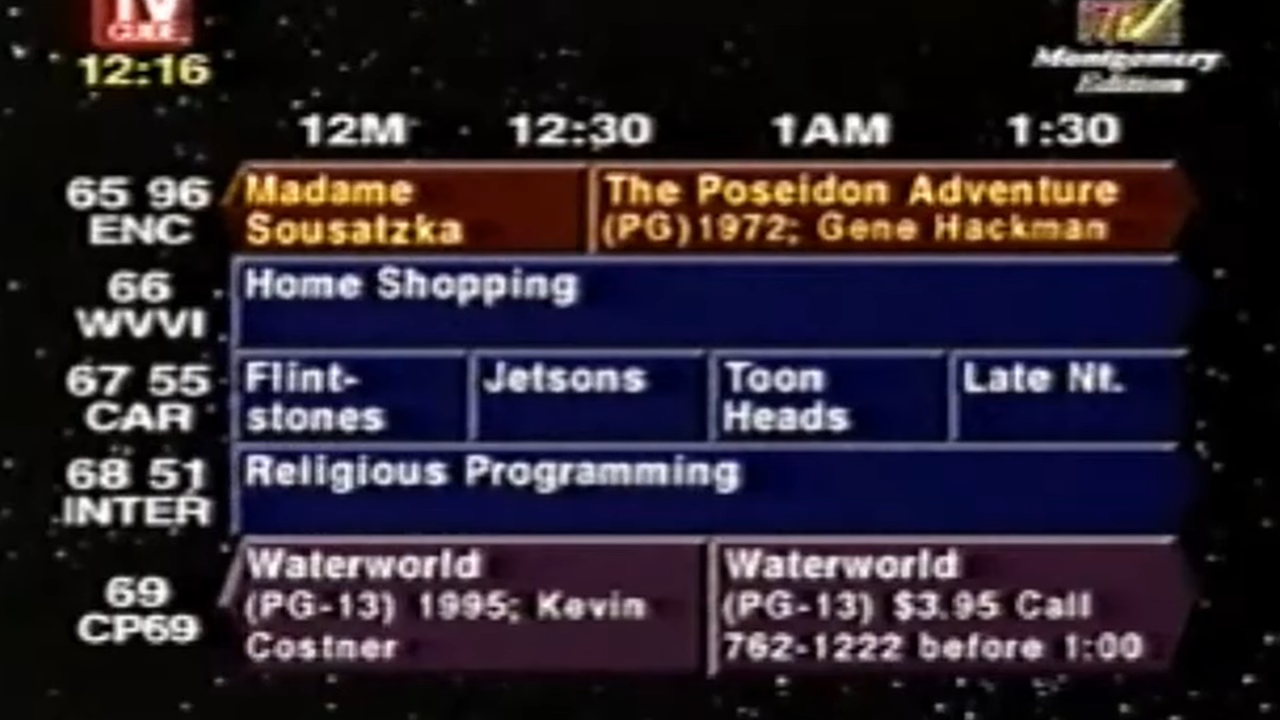 TV
GUIDE
12:16
Montgomery
Edition
12M 12:30 1AM 1:30
65 96
ENC
Madame
Sousatzka
The Poseidon Adventure
(PG) 1972; Gene Hackman
66
WVVI
Home Shopping
67 55
CAR
Flint-
stones
Jetsons
Toon
Heads
Late Nt.
68 51
INTER
Religious Programming
69
CP69
Waterworld
(PG-13) 1995; Kevin
Costner
Waterworld
(PG-13) $3.95 Call
762-1222 before 1:00